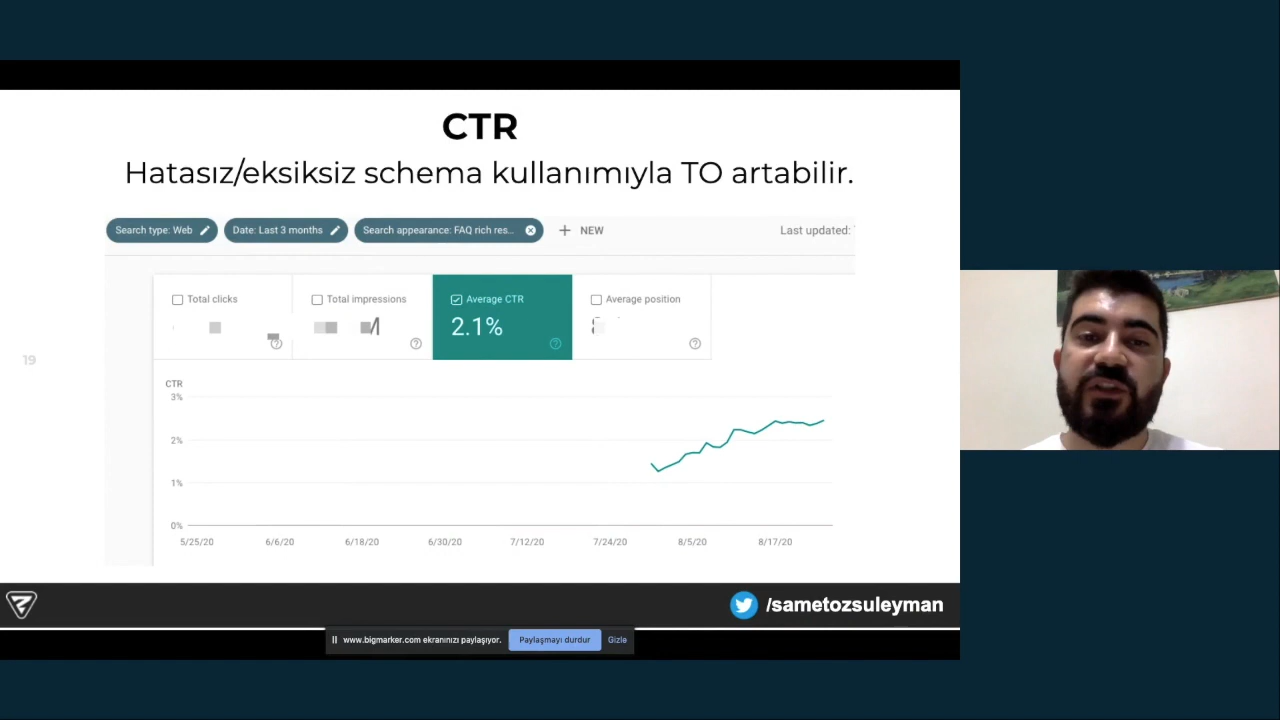 CTR
Hatasız/eksiksiz schema kullanımıyla TO artabilir.
Search type: Web
Date: Last 3 months
Search appearance: FAQ rich res...
+ NEW
Last updated:
Total clicks
Total impressions
Average CTR
Average position
2.1%
19
CTR
3%
2%
1%
0%
5/25/20 6/6/20 6/18/20 6/30/20 7/12/20 7/24/20 8/5/20 8/17/20
/sametozsuleyman
www.bigmarker.com ekranınızı paylaşıyor.
Paylaşmayı durdur
Gizle